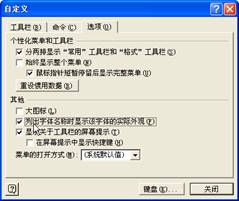 自定义
工具栏(B) 命令(C) 选项(O)
个性化菜单和工具栏
分两排显示“常用”工具栏和“格式”工具栏(S)
始终显示整个菜单(N)
鼠标指针短暂停留后显示完整菜单(U)
重设惯用数据(R)
其他
大图标(L)
列出字体名称时显示该字体的实际外观(F)
显示关于工具栏的屏幕提示(T)
在屏幕提示中显示快捷键(H)
菜单的打开方式(M): (系统默认值)
键盘(K)... 关闭